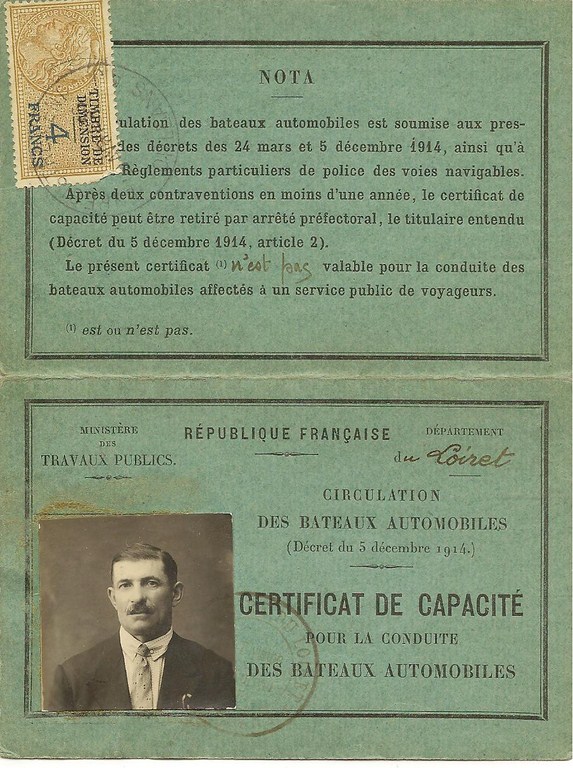 TIMBRE DE
DIMENSION
4
FRANCS
NOTA
culation des bateaux automobiles est soumise aux pres-
des décrets des 24 mars et 5 décembre 1914, ainsi qu'à
Règlements particuliers de police des voies navigables.
Après deux contraventions en moins d'une année, le certificat de
capacité peut être retiré par arrêté préfectoral, le titulaire entendu
(Décret du 5 décembre 1914, article 2).
Le présent certificat (1) n'est pas valable pour la conduite des
bateaux automobiles affectés à un service public de voyageurs.
(1) est ou n'est pas.
MINISTÈRE
DES
TRAVAUX PUBLICS.
RÉPUBLIQUE FRANÇAISE
DÉPARTEMENT
du Loiret
CIRCULATION
DES BATEAUX AUTOMOBILES
(Décret du 5 décembre 1914.)
CERTIFICAT DE CAPACITÉ
POUR LA CONDUITE
DES BATEAUX AUTOMOBILES